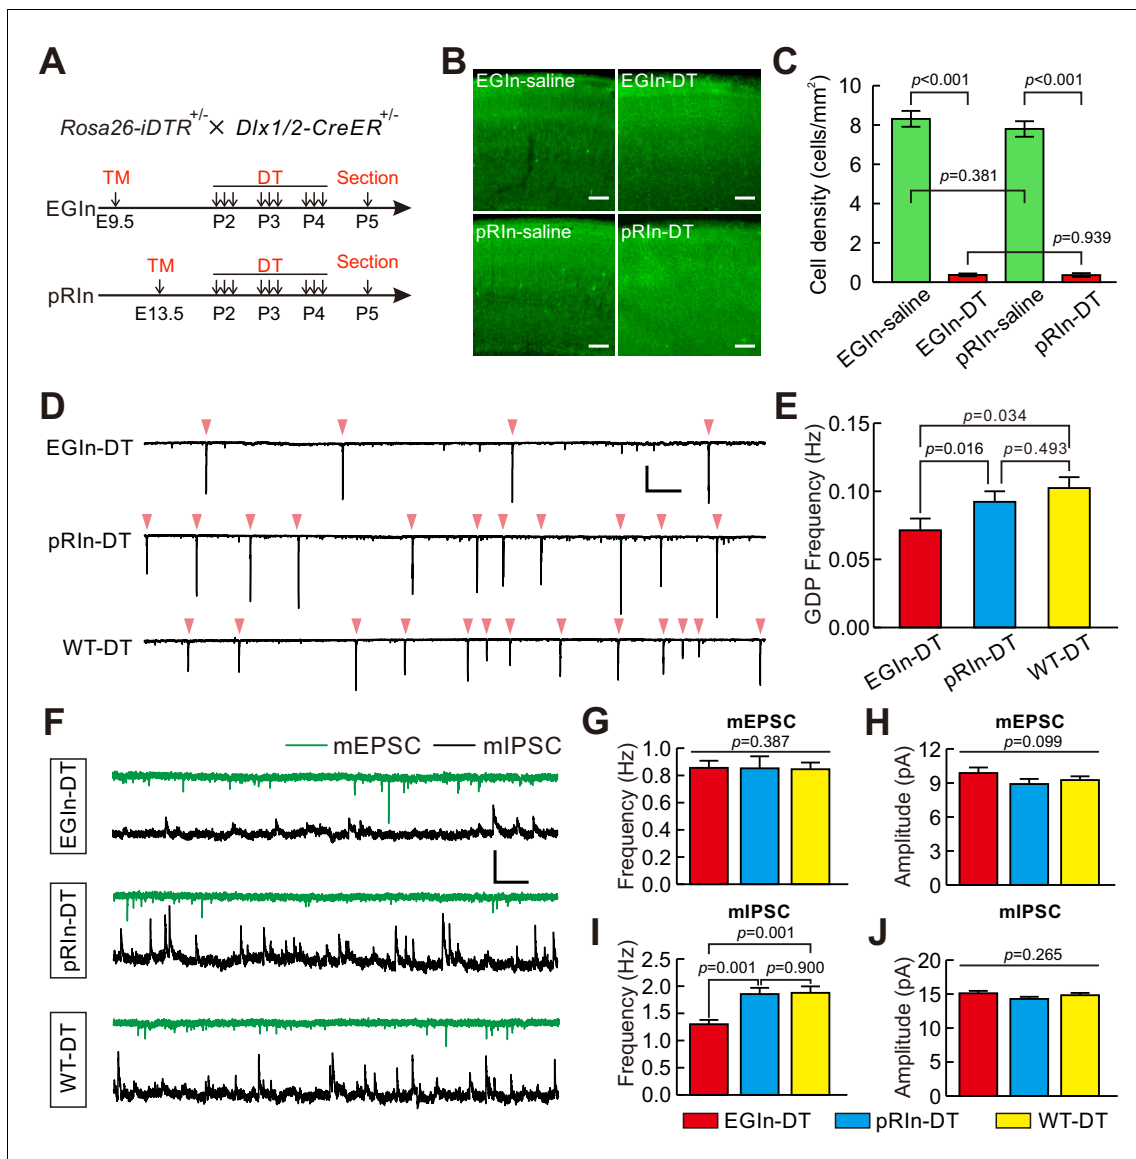 A
Rosa26-iDTR+/- × Dlx1/2-CreER+/-
TM DT Section
EGIn
E9.5 P2 P3 P4 P5
TM DT Section
pRIn
E13.5 P2 P3 P4 P5
B
EGIn-saline EGIn-DT
pRIn-saline pRIn-DT
C
Cell density (cells/mm²)
10
8
6
4
2
0
p<0.001 p<0.001
p=0.381
p=0.939
EGIn-saline
EGIn-DT
pRIn-saline
pRIn-DT
D
EGIn-DT
pRIn-DT
WT-DT
E
GDP Frequency (Hz)
0.15
0.10
0.05
0.00
p=0.034
p=0.016 p=0.493
EGIn-DT
pRIn-DT
WT-DT
F
mEPSC mIPSC
EGIn-DT
pRIn-DT
WT-DT
G
mEPSC
p=0.387
Frequency (Hz)
1.0
0.8
0.6
0.4
0.2
0.0
H
mEPSC
p=0.099
Amplitude (pA)
12
9
6
3
0
I
mIPSC
p=0.001
p=0.001 p=0.900
Frequency (Hz)
2.5
2.0
1.5
1.0
0.5
0.0
J
mIPSC
p=0.265
Amplitude (pA)
20
15
10
5
0
EGIn-DT pRIn-DT WT-DT